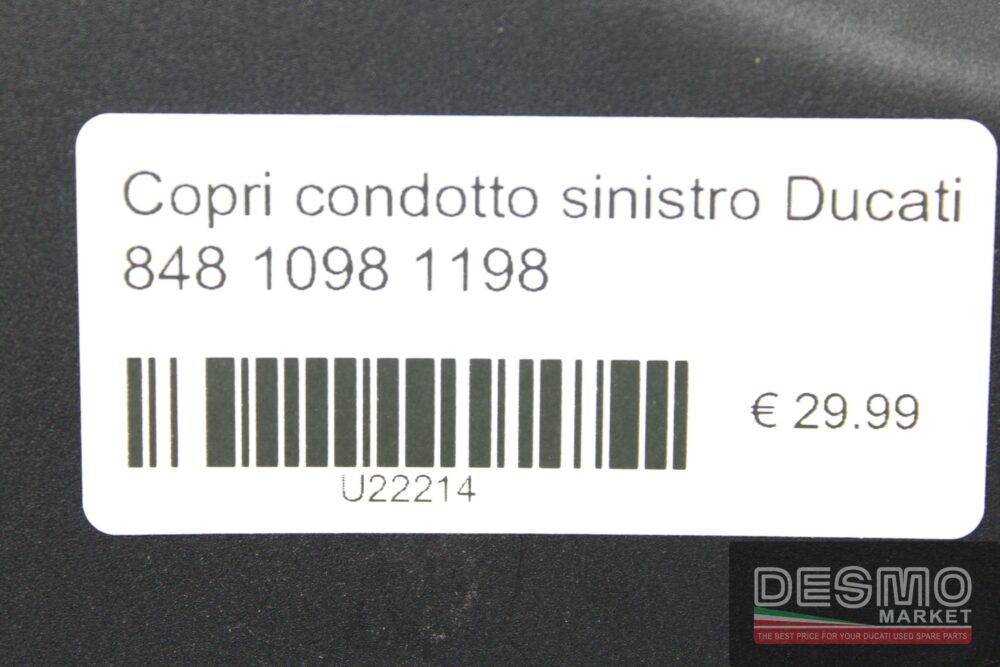 Copri condotto sinistro Ducati
848 1098 1198
€ 29.99
U22214
DESMO
MARKET
THE BEST PRICE FOR YOUR DUCATI USED SPARE PARTS